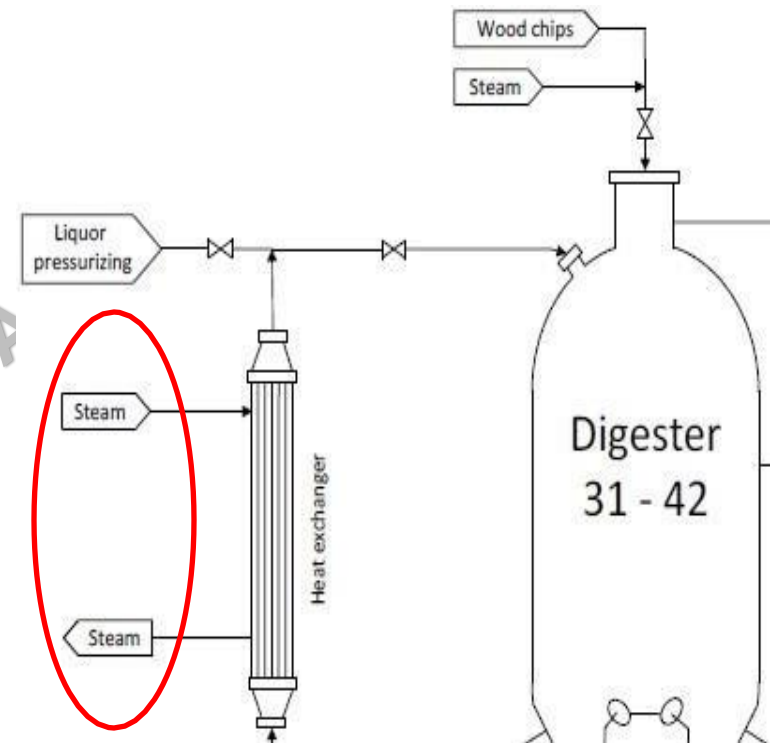 Wood chips
Steam
Liquor
pressurizing
Steam
Heat exchanger
Digester
31 - 42
Steam